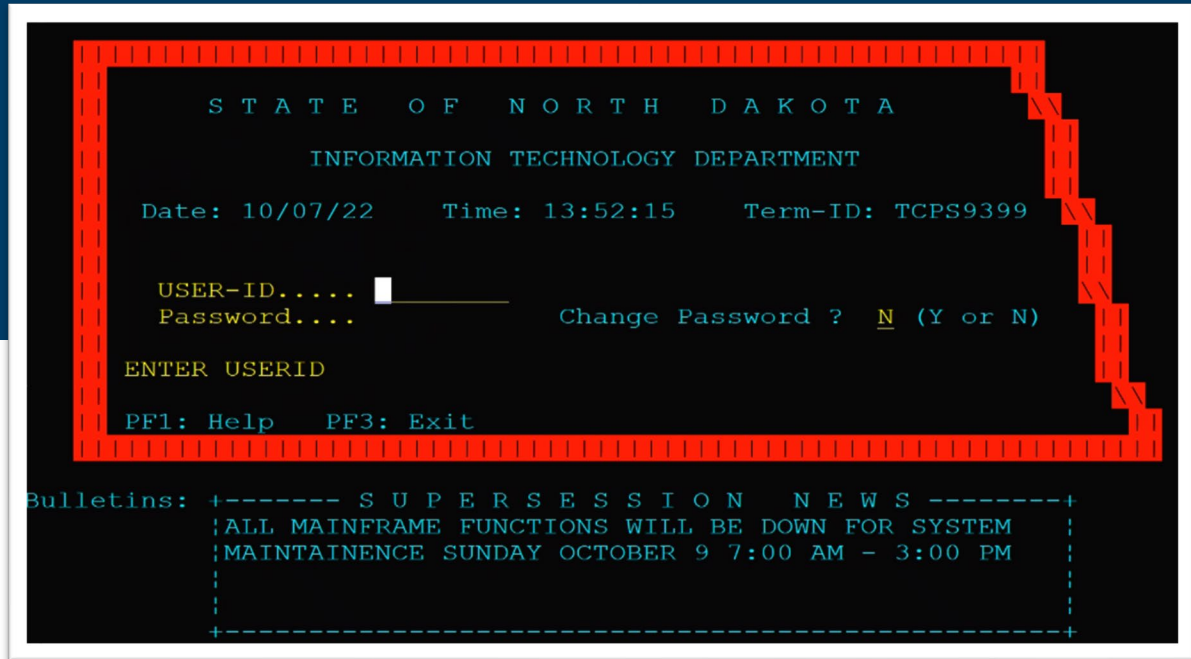 S T A T E   O F   N O R T H   D A K O T A
INFORMATION TECHNOLOGY DEPARTMENT
Date: 10/07/22    Time: 13:52:15    Term-ID: TCPS9399
USER-ID.....
Password....    Change Password ?  N (Y or N)
ENTER USERID
PF1: Help   PF3: Exit
Bulletins: +------- S U P E R S E S S I O N   N E W S --------+
¦ALL MAINFRAME FUNCTIONS WILL BE DOWN FOR SYSTEM ¦
¦MAINTAINENCE SUNDAY OCTOBER 9 7:00 AM - 3:00 PM ¦